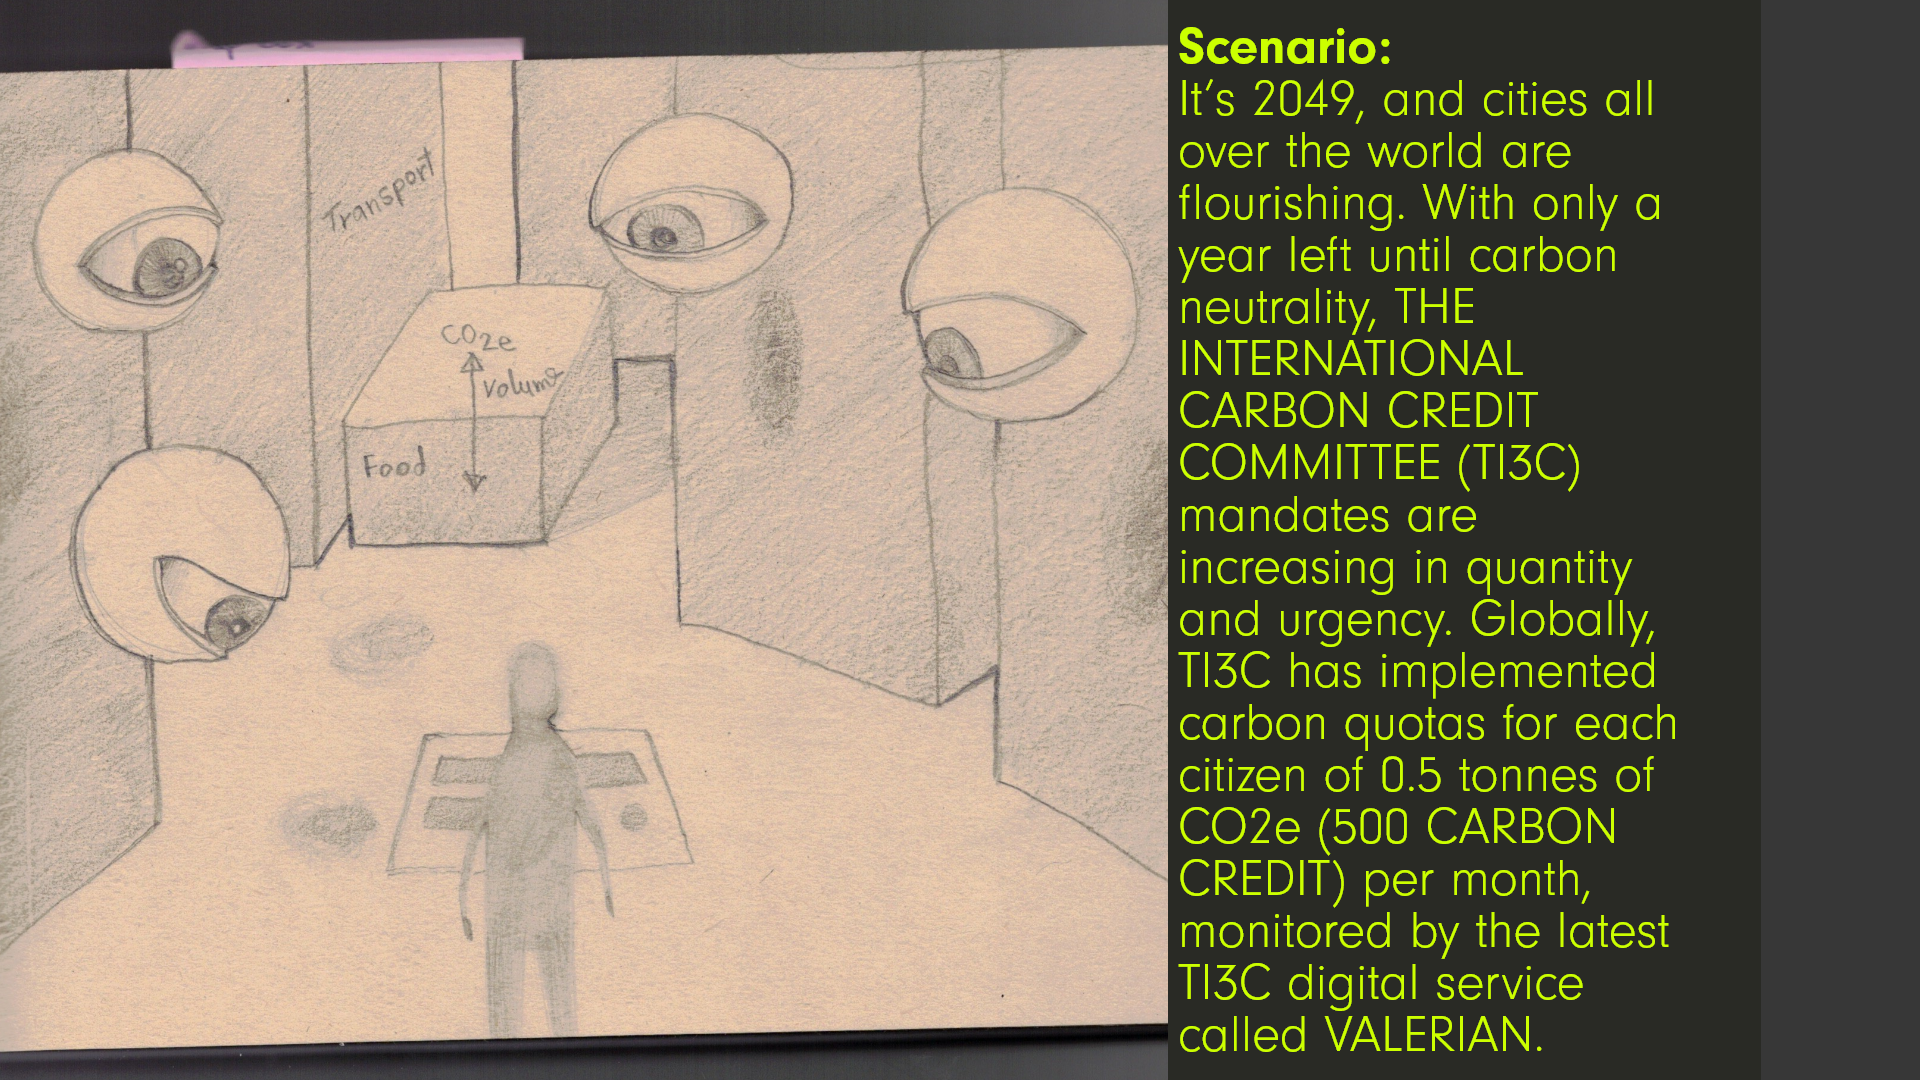 Transport
CO2e
volume
Food
Scenario:
It’s 2049, and cities all
over the world are
flourishing. With only a
year left until carbon
neutrality, THE
INTERNATIONAL
CARBON CREDIT
COMMITTEE (TI3C)
mandates are
increasing in quantity
and urgency. Globally,
TI3C has implemented
carbon quotas for each
citizen of 0.5 tonnes of
CO2e (500 CARBON
CREDIT) per month,
monitored by the latest
TI3C digital service
called VALERIAN.